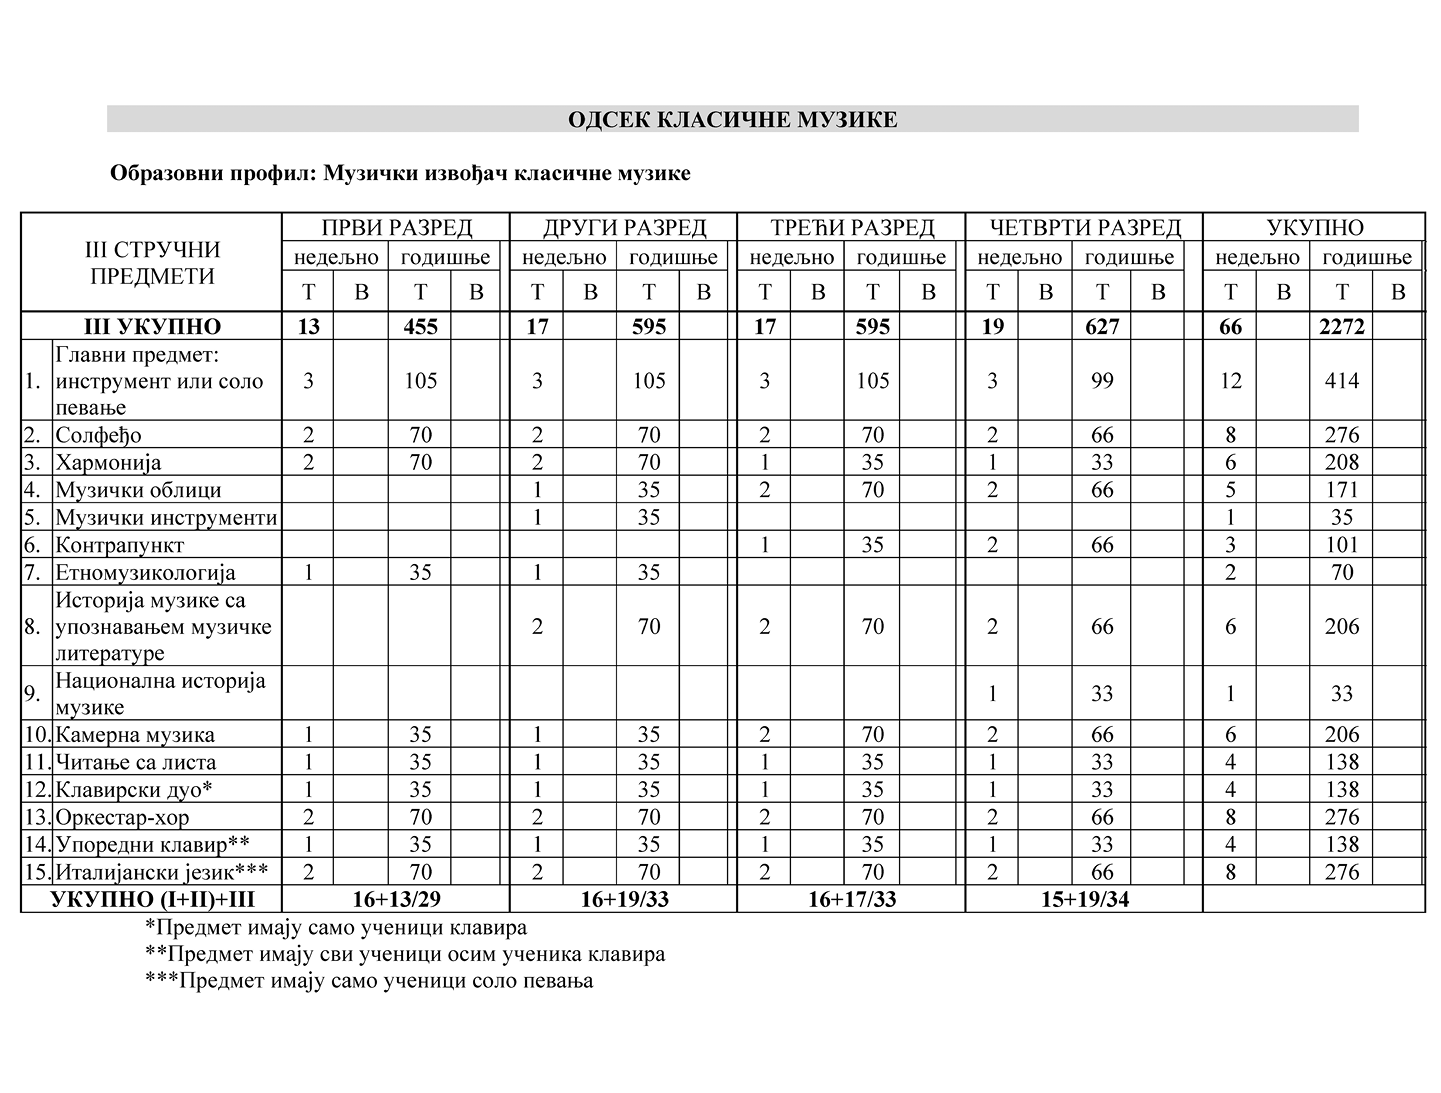 ОДСЕК КЛАСИЧНЕ МУЗИКЕ
Образовни профил: Музички извођач класичне музике
III СТРУЧНИ ПРЕДМЕТИ ПРВИ РАЗРЕД ДРУГИ РАЗРЕД ТРЕЋИ РАЗРЕД ЧЕТВРТИ РАЗРЕД УКУПНО
недељно годишње недељно годишње недељно годишње недељно годишње недељно годишње
Т В Т В Т В Т В Т В Т В Т В Т В Т В Т В
III УКУПНО 13 455 17 595 17 595 19 627 66 2272
1. Главни предмет: инструмент или соло певање 3 105 3 105 3 105 3 99 12 414
2. Солфеђо 2 70 2 70 2 70 2 66 8 276
3. Хармонија 2 70 2 70 1 35 1 33 6 208
4. Музички облици 1 35 2 70 2 66 5 171
5. Музички инструменти 1 35 1 35
6. Контрапункт 1 35 2 66 3 101
7. Етномузикологија 1 35 1 35 2 70
8. Историја музике са упознавањем музичке литературе 2 70 2 70 2 66 6 206
9. Национална историја музике 1 33 1 33
10. Камерна музика 1 35 1 35 2 70 2 66 6 206
11. Читање са листа 1 35 1 35 1 35 1 33 4 138
12. Клавирски дуо* 1 35 1 35 1 35 1 33 4 138
13. Оркестар-хор 2 70 2 70 2 70 2 66 8 276
14. Упоредни клавир** 1 35 1 35 1 35 1 33 4 138
15. Италијански језик*** 2 70 2 70 2 70 2 66 8 276
УКУПНО (I+II)+III 16+13/29 16+19/33 16+17/33 15+19/34
*Предмет имају само ученици клавира
**Предмет имају сви ученици осим ученика клавира
***Предмет имају само ученици соло певања